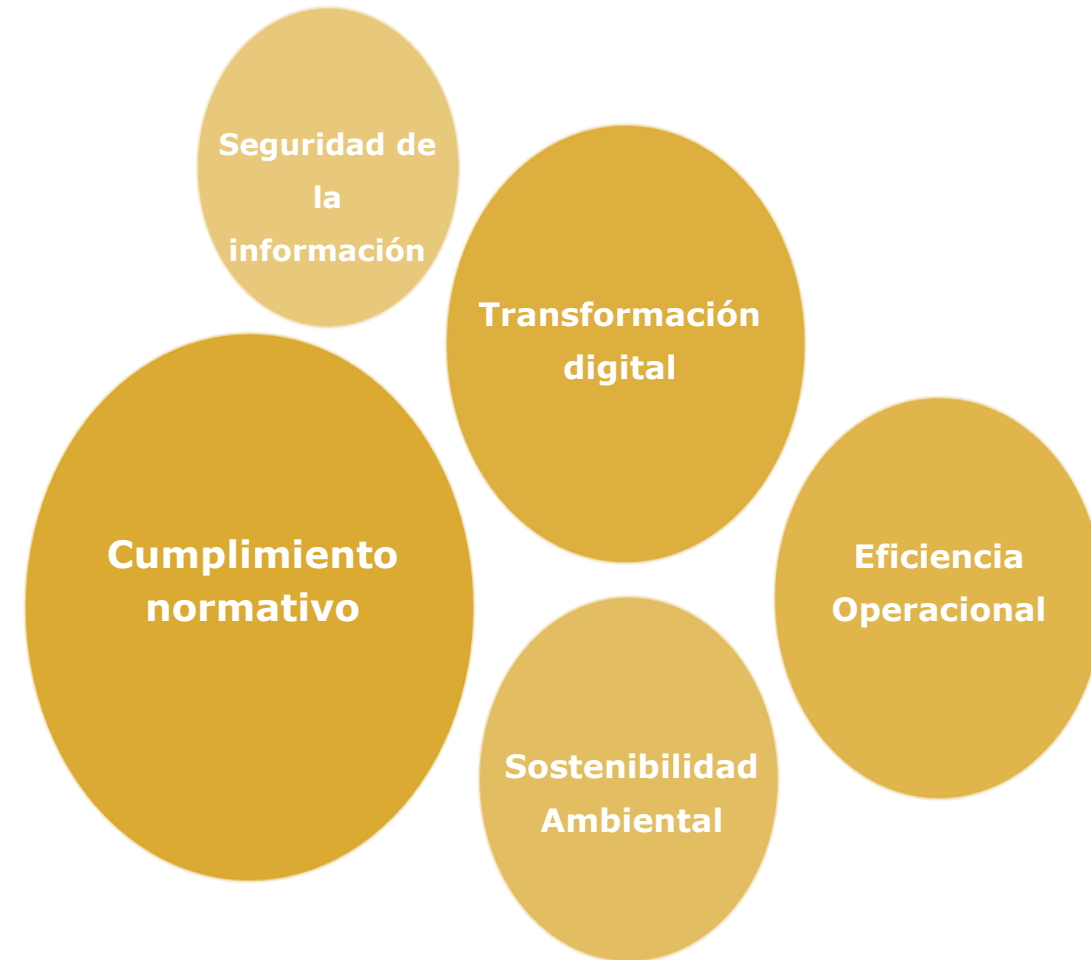 Seguridad de
la
información
Transformación
digital
Cumplimiento
normativo
Eficiencia
Operacional
Sostenibilidad
Ambiental